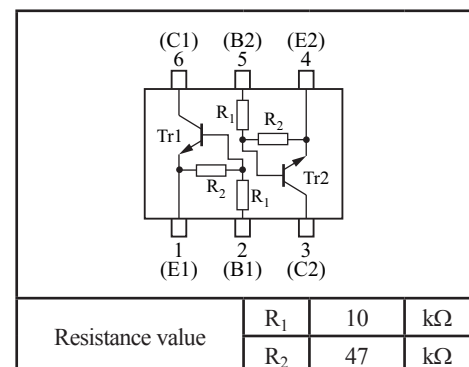 (C1) (B2) (E2)
6 5 4
R1
R2
Tr1
Tr2
R2
R1
1 2 3
(E1) (B1) (C2)
Resistance value R1 10 kΩ
R2 47 kΩ